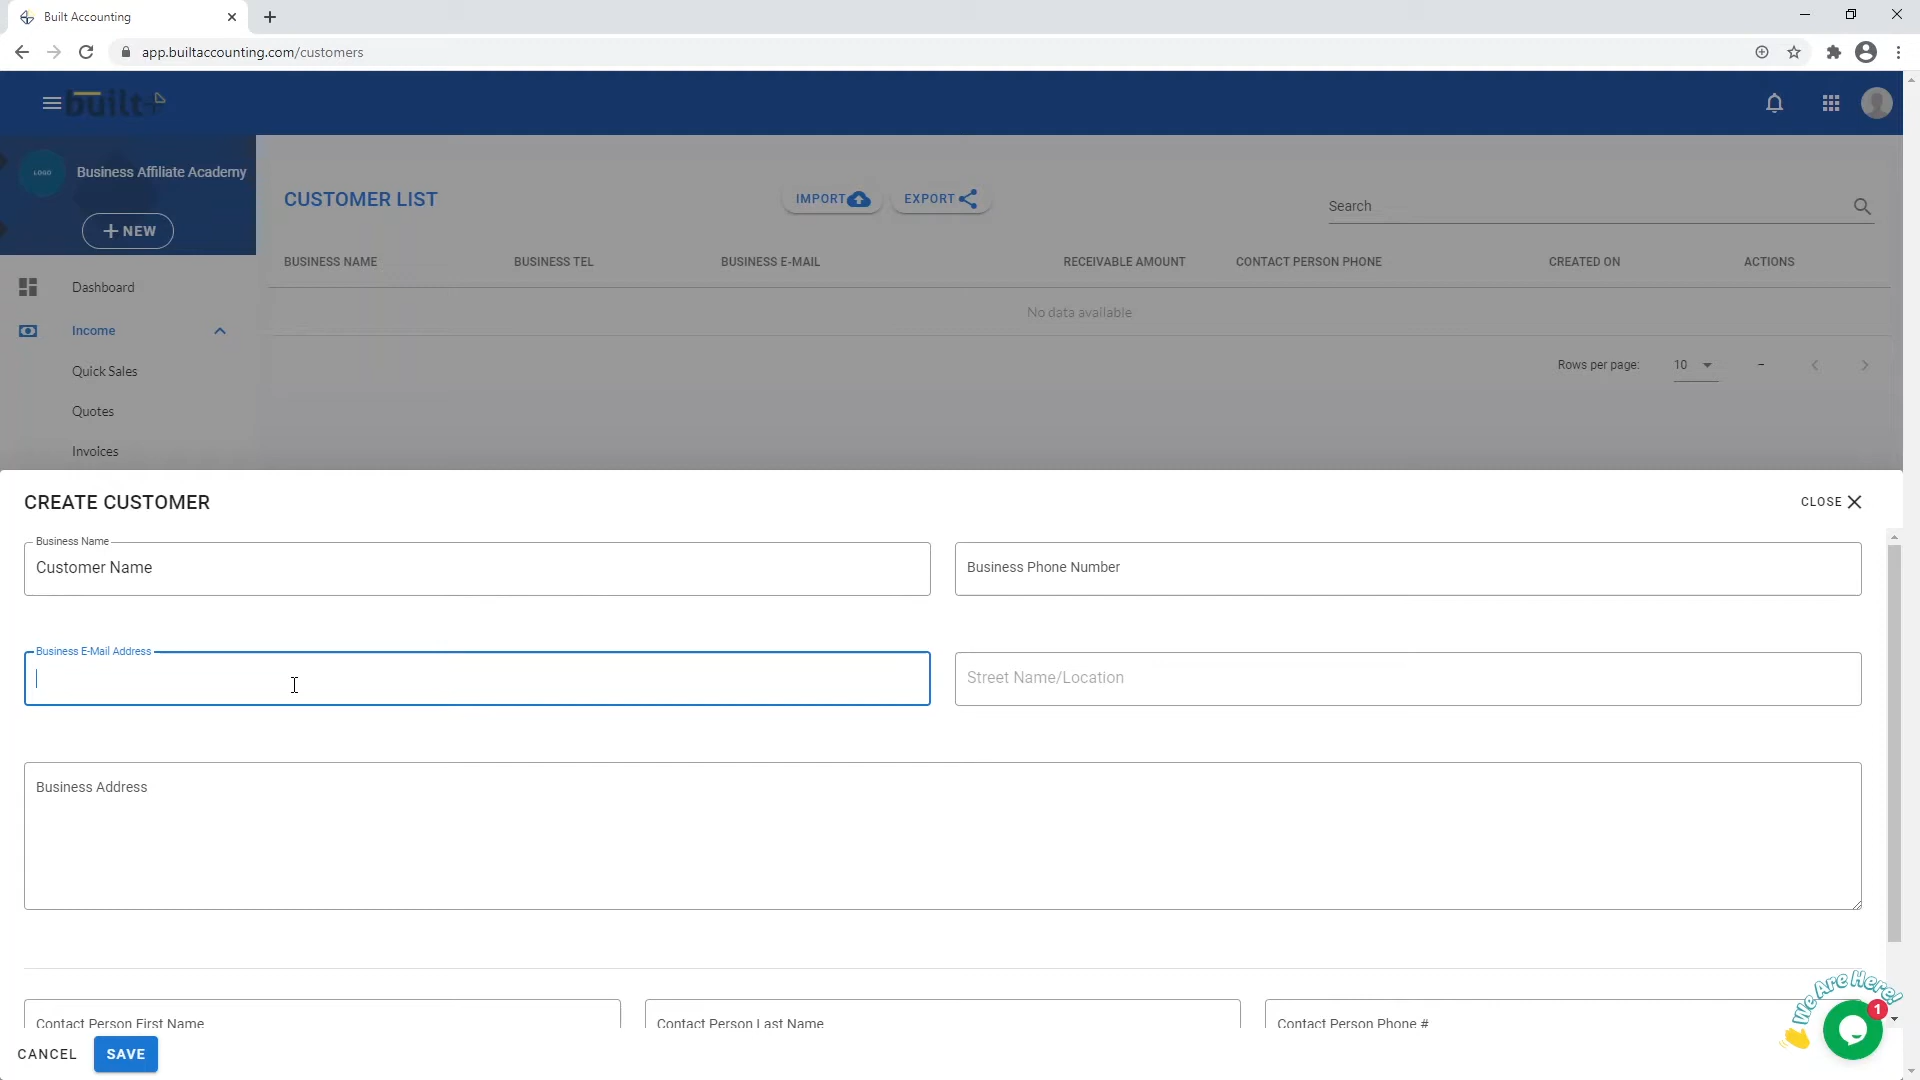 Built Accounting
app.builtaccounting.com/customers
built
LOGO
Business Affiliate Academy
+ NEW
CUSTOMER LIST
IMPORT
EXPORT
Search
BUSINESS NAME BUSINESS TEL BUSINESS E-MAIL RECEIVABLE AMOUNT CONTACT PERSON PHONE CREATED ON ACTIONS
No data available
Rows per page: 10 –
Dashboard
Income
Quick Sales
Quotes
Invoices
CREATE CUSTOMER
CLOSE
Business Name
Customer Name
Business Phone Number
Business E-Mail Address
Street Name/Location
Business Address
Contact Person First Name
Contact Person Last Name
Contact Person Phone #
We Are Here!
1
CANCEL
SAVE